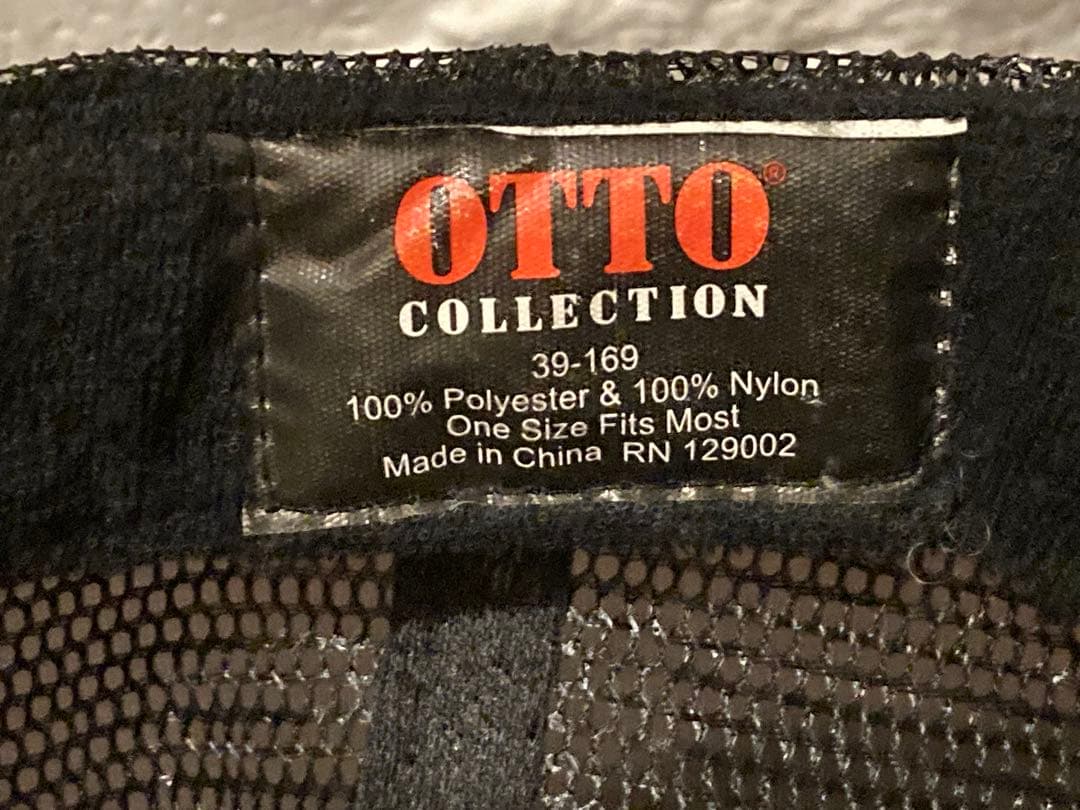 OTTO®
COLLECTION
39-169
100% Polyester & 100% Nylon
One Size Fits Most
Made in China RN 129002